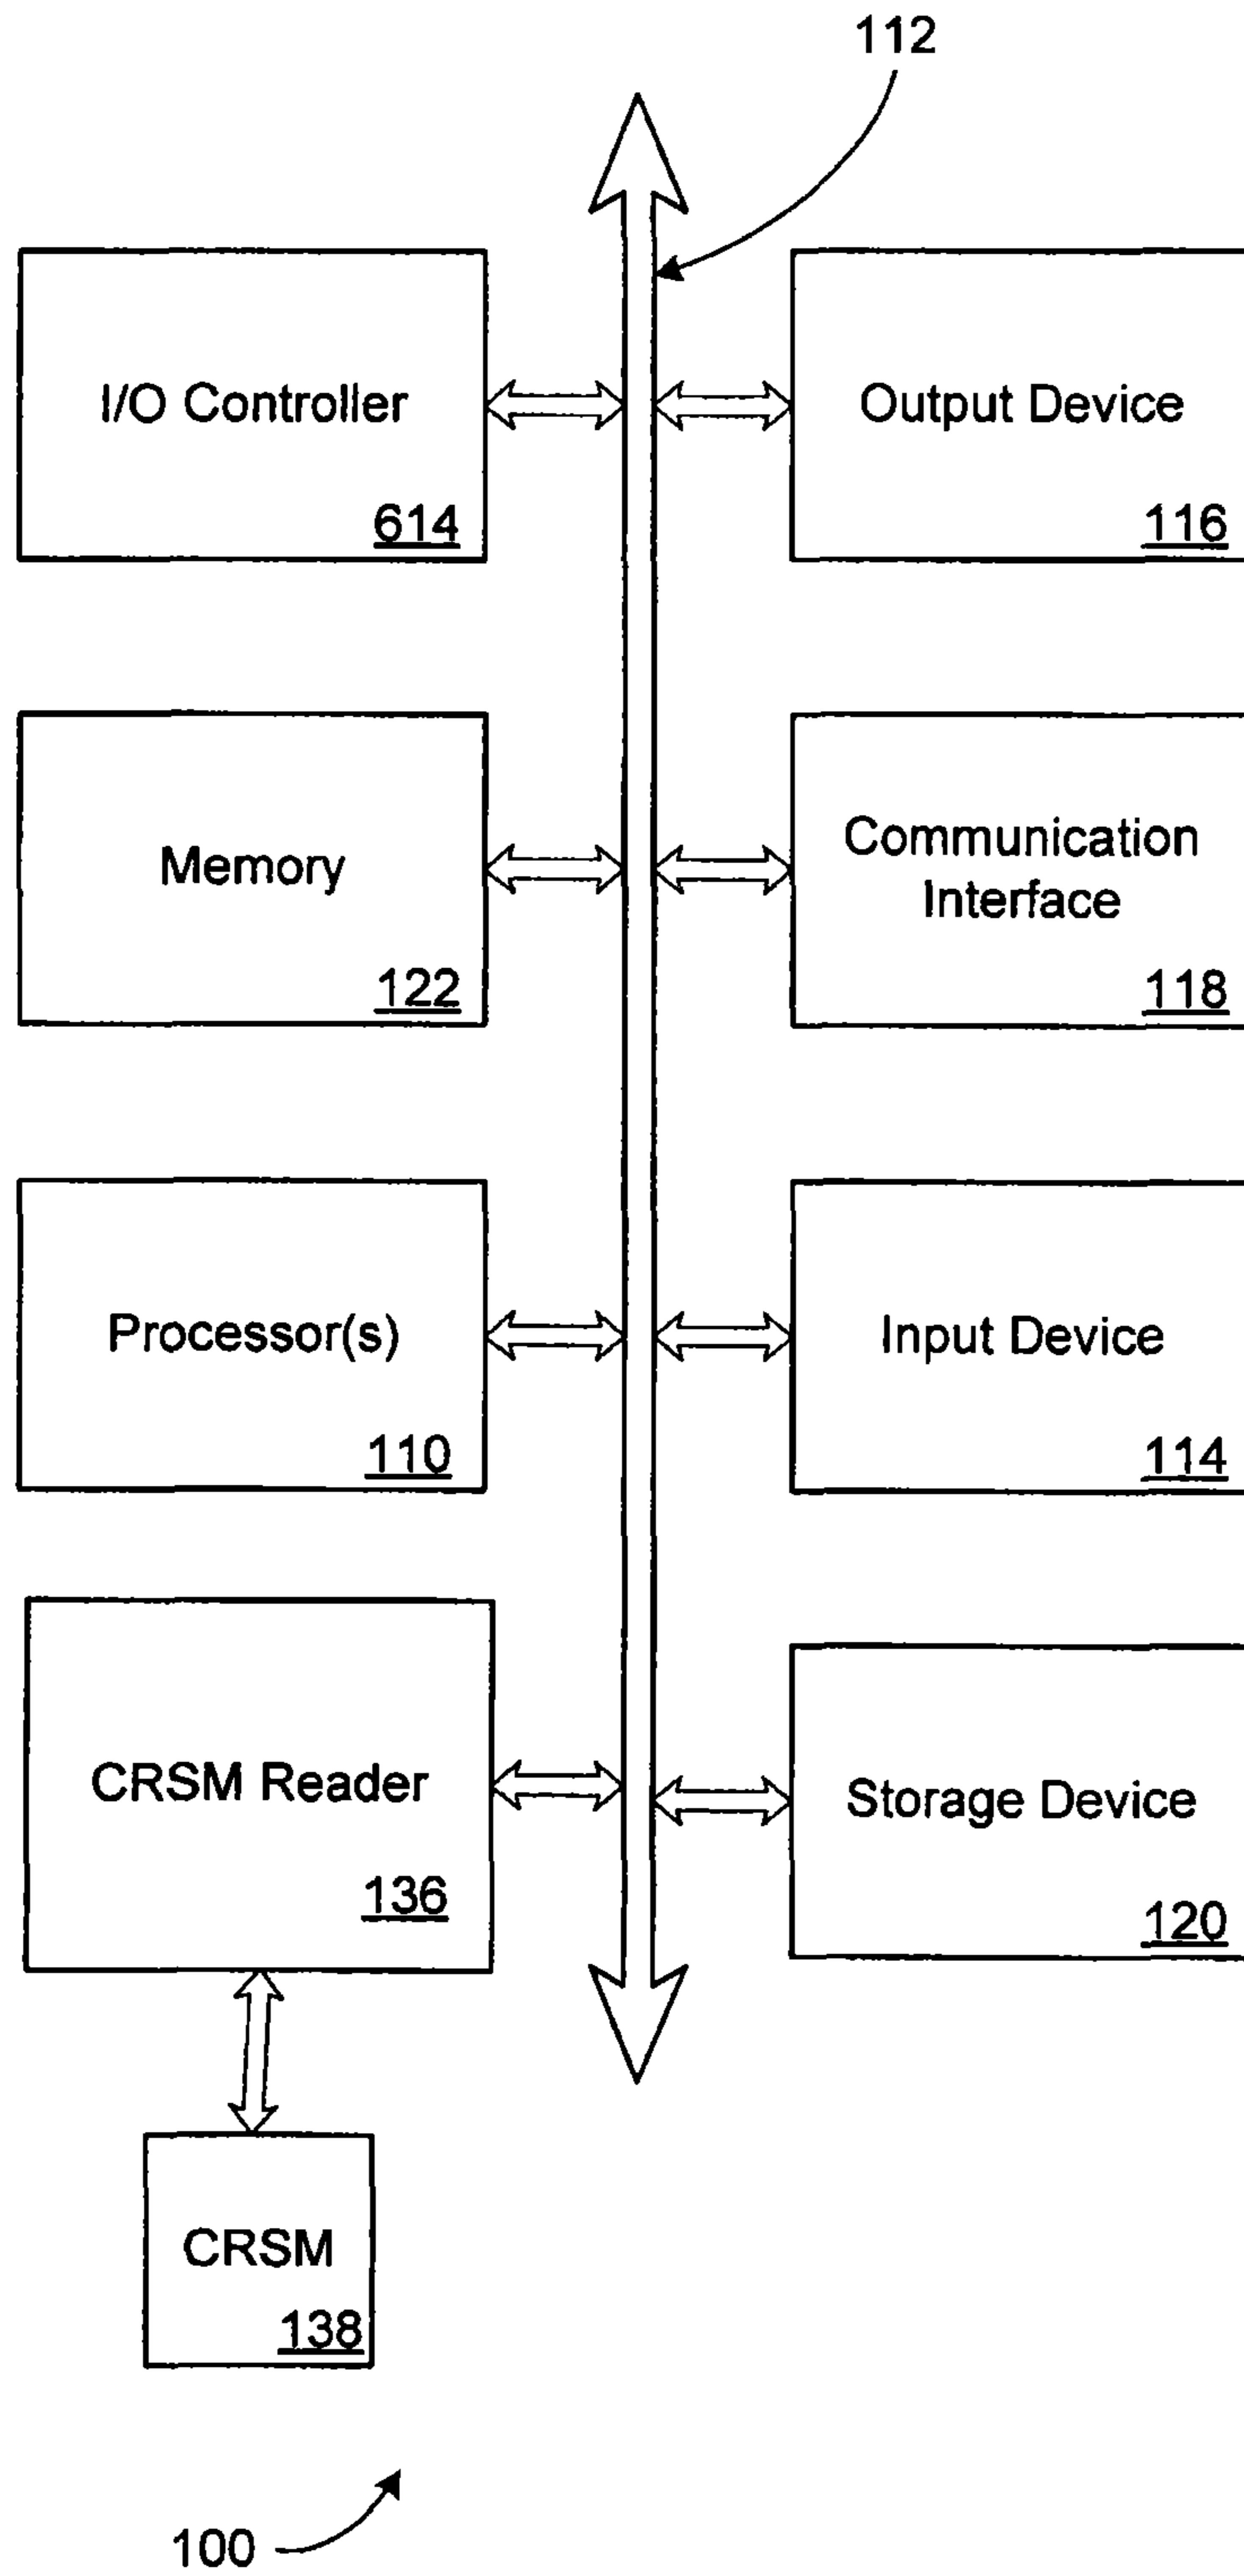 112
I/O Controller
614
Output Device
116
Memory
122
Communication
Interface
118
Processor(s)
110
Input Device
114
CRSM Reader
136
Storage Device
120
CRSM
138
100